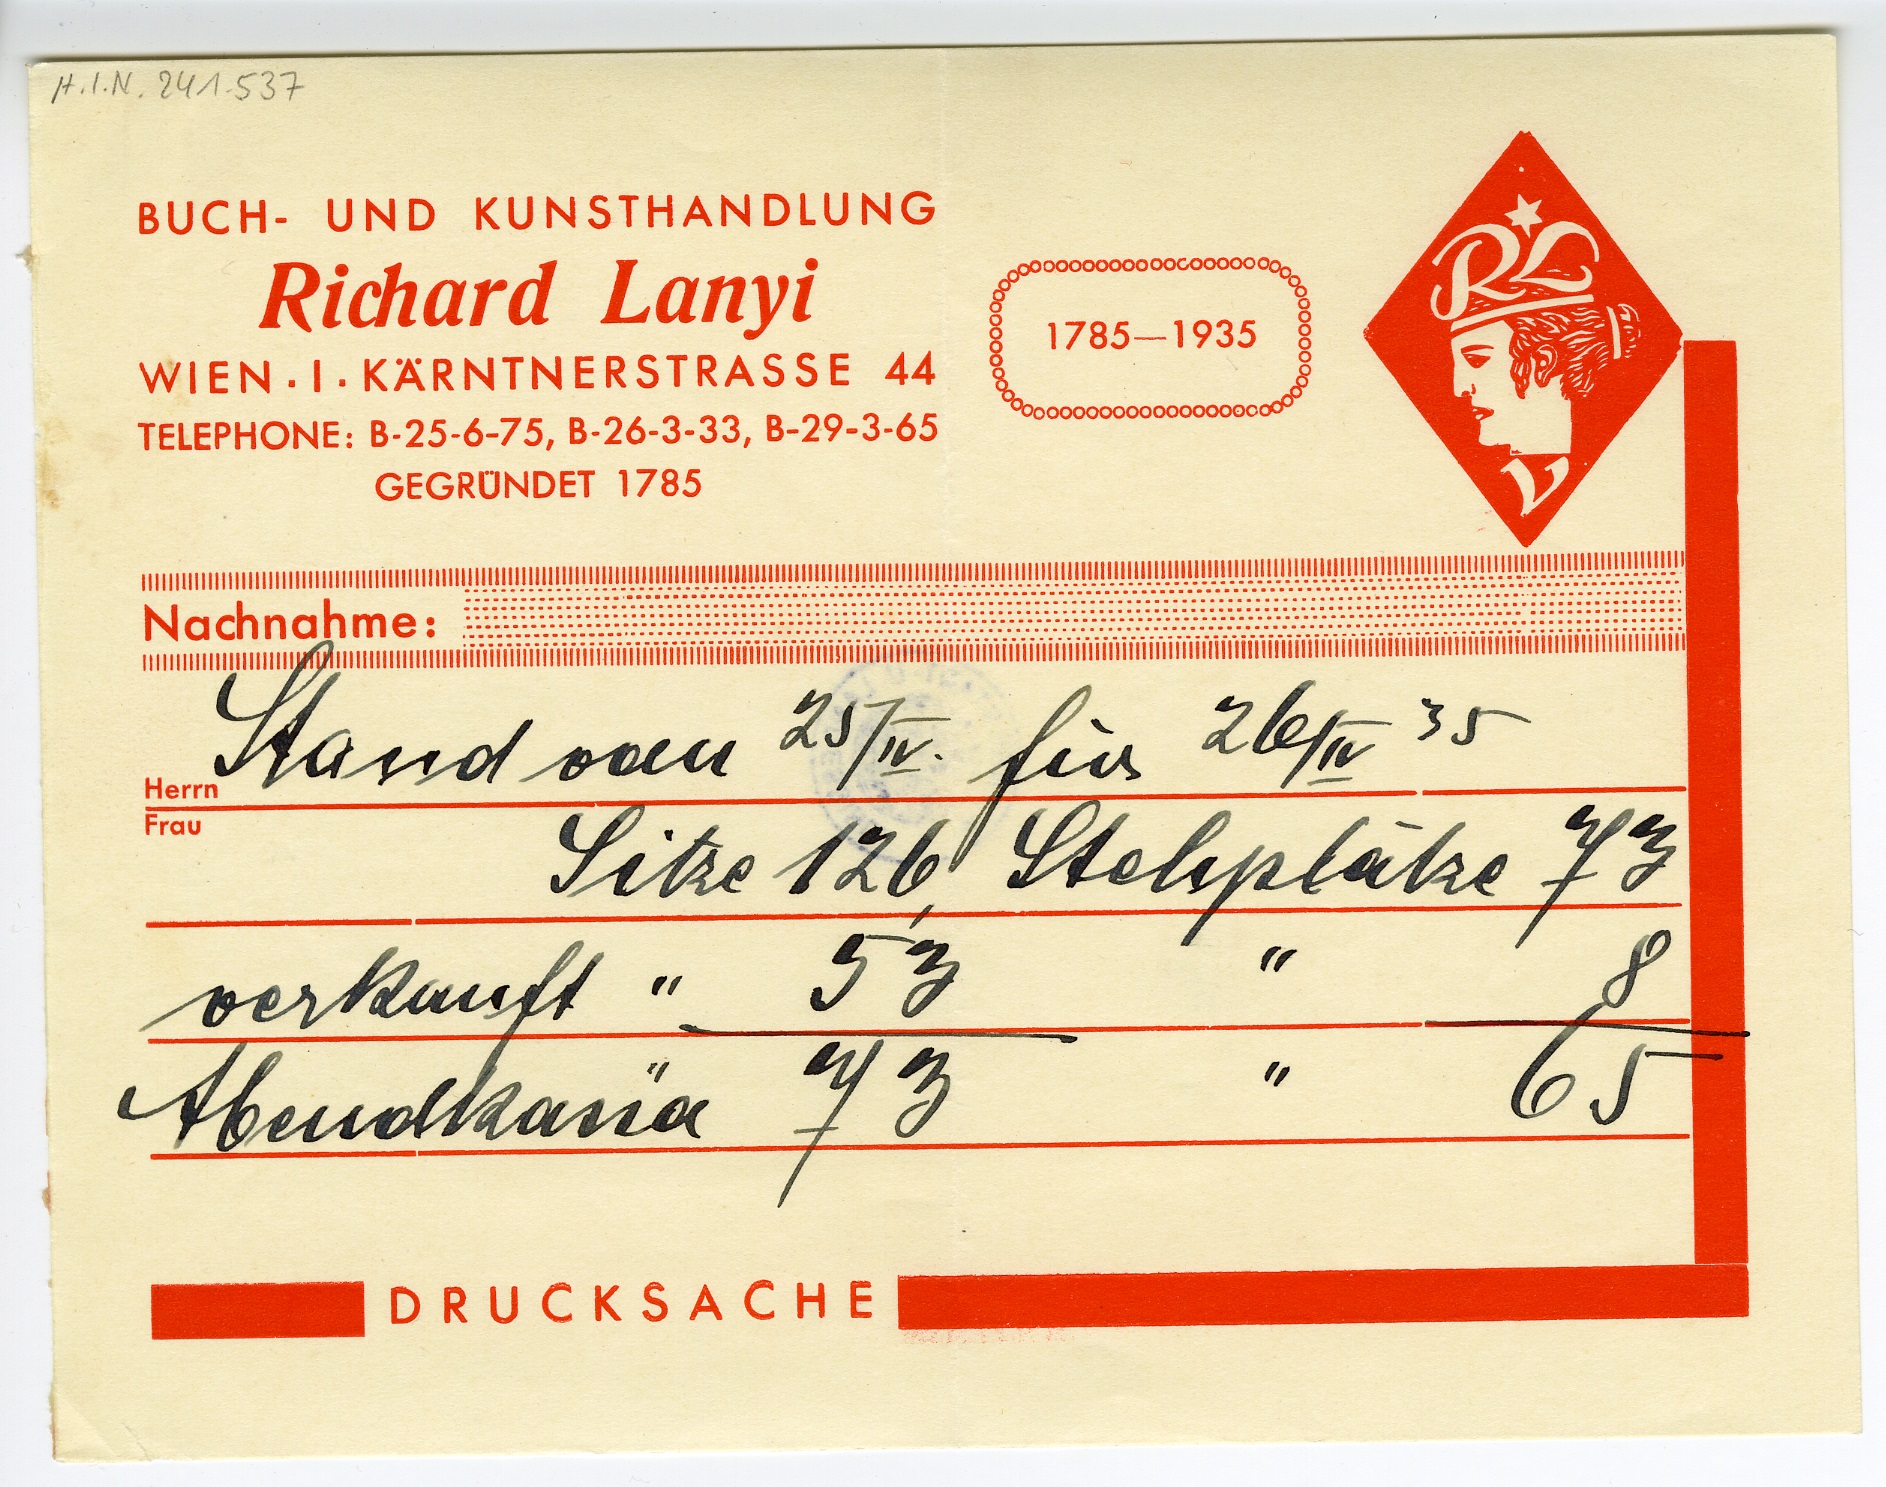 H.I.N. 241.537
BUCH- UND KUNSTHANDLUNG
Richard Lanyi
WIEN . I . KÄRNTNERSTRASSE 44
TELEPHONE: B-25-6-75, B-26-3-33, B-29-3-65
GEGRÜNDET 1785
1785—1935
RL
V
Nachnahme:
Stand vom 25/IV. für 26/IV 35
Herrn
Frau
Sitze 126, Stehplätze 73
verkauft " 53 " 8
Abendkassa " 73 " 65
DRUCKSACHE